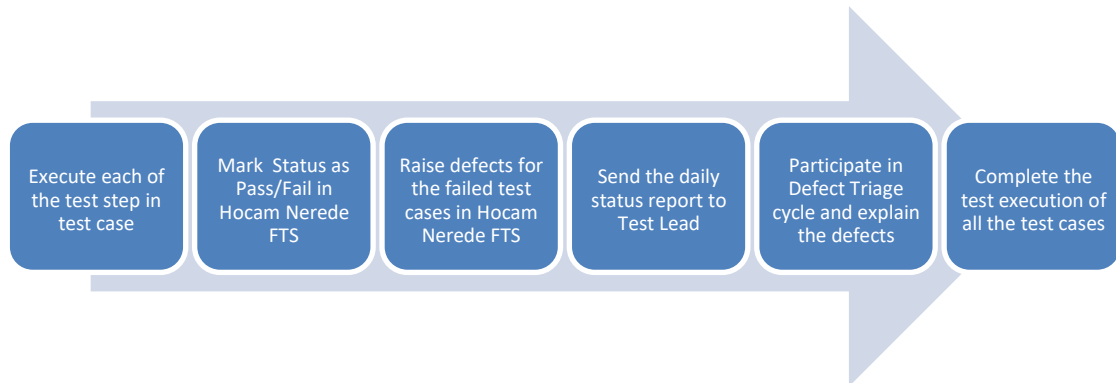 Execute each of
the test step in
test case
Mark  Status as
Pass/Fail in
Hocam Nerede
FTS
Raise defects for
the failed test
cases in Hocam
Nerede FTS
Send the daily
status report to
Test Lead
Participate in
Defect Triage
cycle and explain
the defects
Complete the
test execution of
all the test cases